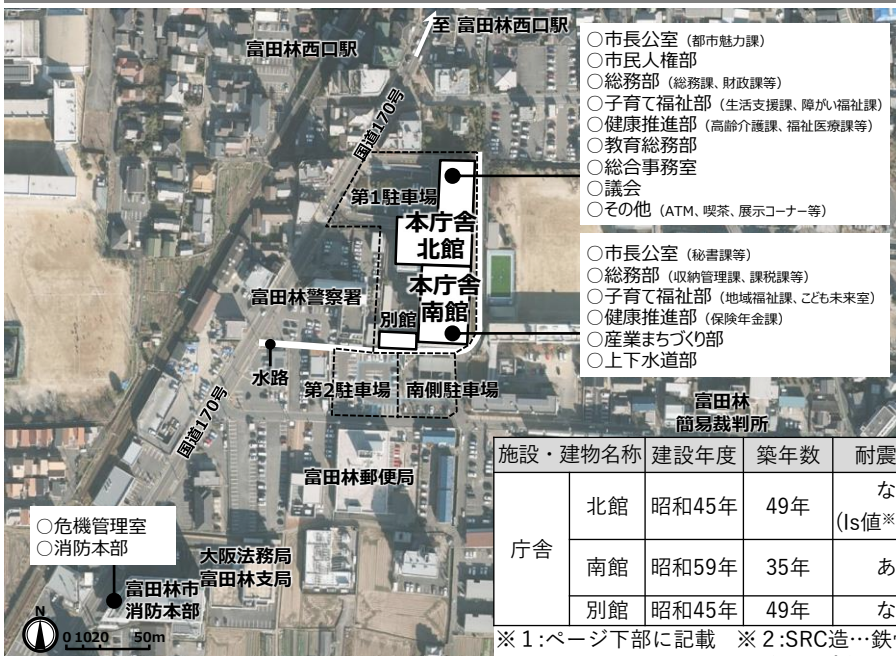 至 富田林西口駅
富田林西口駅
国道170号
第1駐車場
本庁舎
北館
本庁舎
南館
富田林警察署
別館
水路
第2駐車場
南側駐車場
国道170号
富田林
簡易裁判所
富田林郵便局
大阪法務局
富田林支局
富田林市
消防本部
N
0 10 20 50m
○市長公室（都市魅力課）
○市民人権部
○総務部（総務課、財政課等）
○子育て福祉部（生活支援課、障がい福祉課）
○健康推進部（高齢介護課、福祉医療課等）
○教育総務部
○総合事務室
○議会
○その他（ATM、喫茶、展示コーナー等）
○市長公室（秘書課等）
○総務部（収納管理課、課税課等）
○子育て福祉部（地域福祉課、こども未来室）
○健康推進部（保険年金課）
○産業まちづくり部
○上下水道部
○危機管理室
○消防本部
施設・建物名称 建設年度 築年数 耐震
庁舎
北館 昭和45年 49年 な
(Is値※
南館 昭和59年 35年 あ
別館 昭和45年 49年 な
※1:ページ下部に記載 ※2:SRC造…鉄